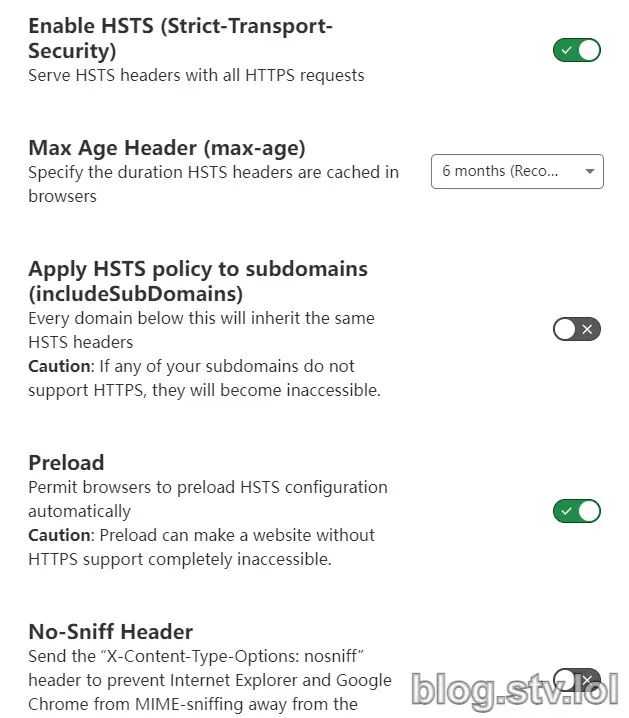 Enable HSTS (Strict-Transport-
Security)
Serve HSTS headers with all HTTPS requests
Max Age Header (max-age)
Specify the duration HSTS headers are cached in
browsers
6 months (Reco...
Apply HSTS policy to subdomains
(includeSubDomains)
Every domain below this will inherit the same
HSTS headers
Caution: If any of your subdomains do not
support HTTPS, they will become inaccessible.
Preload
Permit browsers to preload HSTS configuration
automatically
Caution: Preload can make a website without
HTTPS support completely inaccessible.
No-Sniff Header
Send the “X-Content-Type-Options: nosniff”
header to prevent Internet Explorer and Google
Chrome from MIME-sniffing away from the
blog.stv.lol